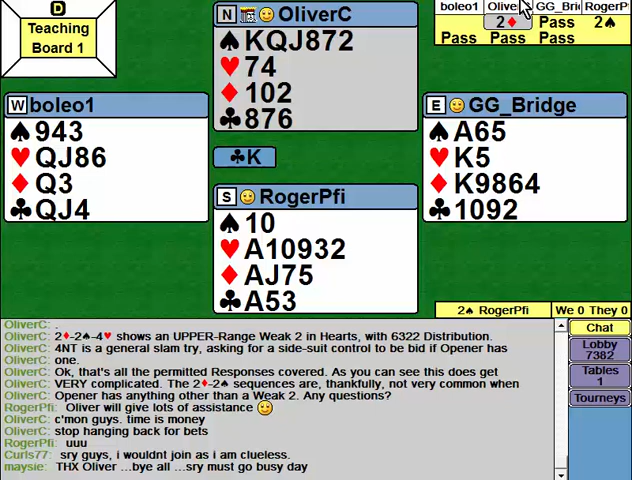 D
Teaching
Board 1
N OliverC
♠ KQJ872
♥ 74
♦ 102
♣ 876
boleo1 Oliver GG_Bri RogerPf
2♦ Pass 2♠
Pass Pass Pass
W boleo1
♠ 943
♥ QJ86
♦ Q3
♣ QJ4
♣K
E GG_Bridge
♠ A65
♥ K5
♦ K9864
♣ 1092
S RogerPfi
♠ 10
♥ A10932
♦ AJ75
♣ A53
2♠ RogerPfi We 0 They 0
OliverC: .
OliverC: 2♦-2♠-4♥ shows an UPPER-Range Weak 2 in Hearts, with 6322 Distribution.
OliverC: 4NT is a general slam try, asking for a side-suit control to be bid if Opener has
OliverC: one.
OliverC: Ok, that's all the permitted Responses covered. As you can see this does get
OliverC: VERY complicated. The 2♦-2♠ sequences are, thankfully, not very common when
OliverC: Opener has anything other than a Weak 2. Any questions?
RogerPfi: Oliver will give lots of assistance
OliverC: c'mon guys. time is money
OliverC: stop hanging back for bets
RogerPfi: uuu
Curls77: sry guys, i wouldnt join as i am clueless.
maysie: THX Oliver ...bye all ...sry must go busy day
Chat
Lobby
7382
Tables
1
Tourneys